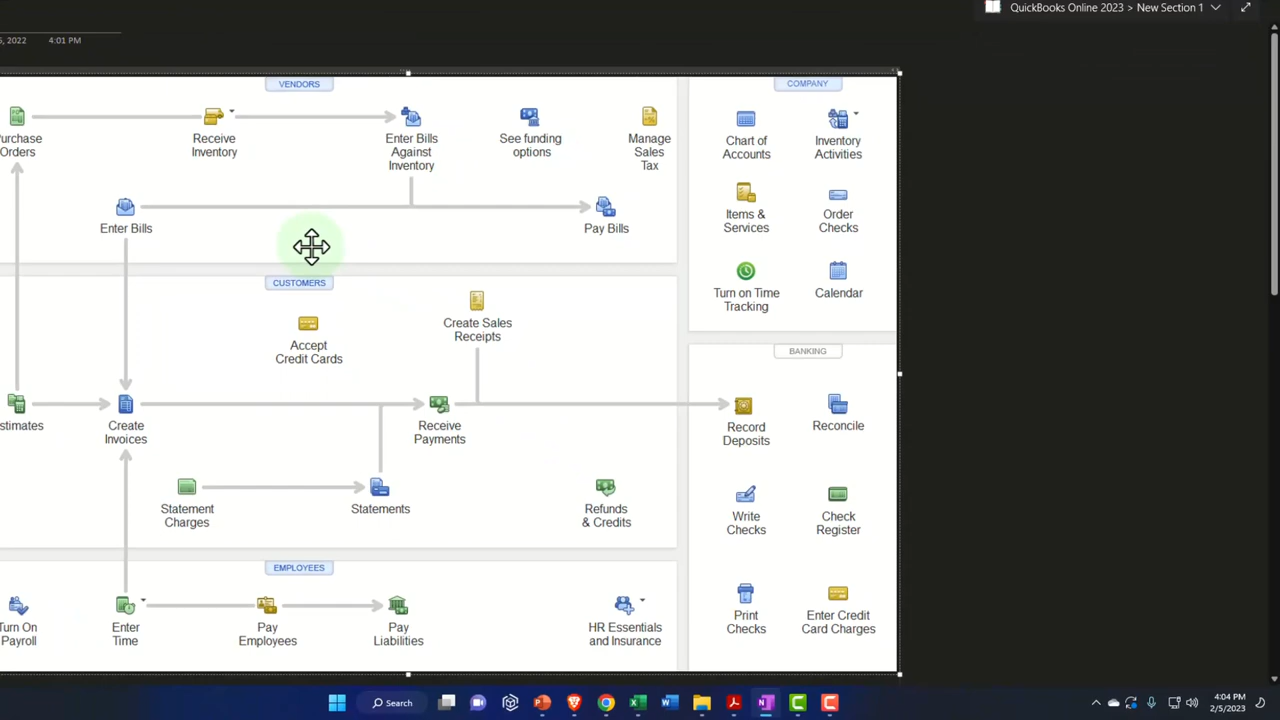 QuickBooks Online 2023 > New Section 1
5, 2022 4:01 PM
VENDORS
COMPANY
urchase
Orders
Receive
Inventory
Enter Bills
Against
Inventory
See funding
options
Manage
Sales
Tax
Chart of
Accounts
Inventory
Activities
Enter Bills
Pay Bills
Items &
Services
Order
Checks
Turn on Time
Tracking
Calendar
CUSTOMERS
Accept
Credit Cards
Create Sales
Receipts
BANKING
stimates
Create
Invoices
Receive
Payments
Record
Deposits
Reconcile
Statement
Charges
Statements
Refunds
& Credits
Write
Checks
Check
Register
EMPLOYEES
Turn On
Payroll
Enter
Time
Pay
Employees
Pay
Liabilities
HR Essentials
and Insurance
Print
Checks
Enter Credit
Card Charges
Search
4:04 PM
2/5/2023